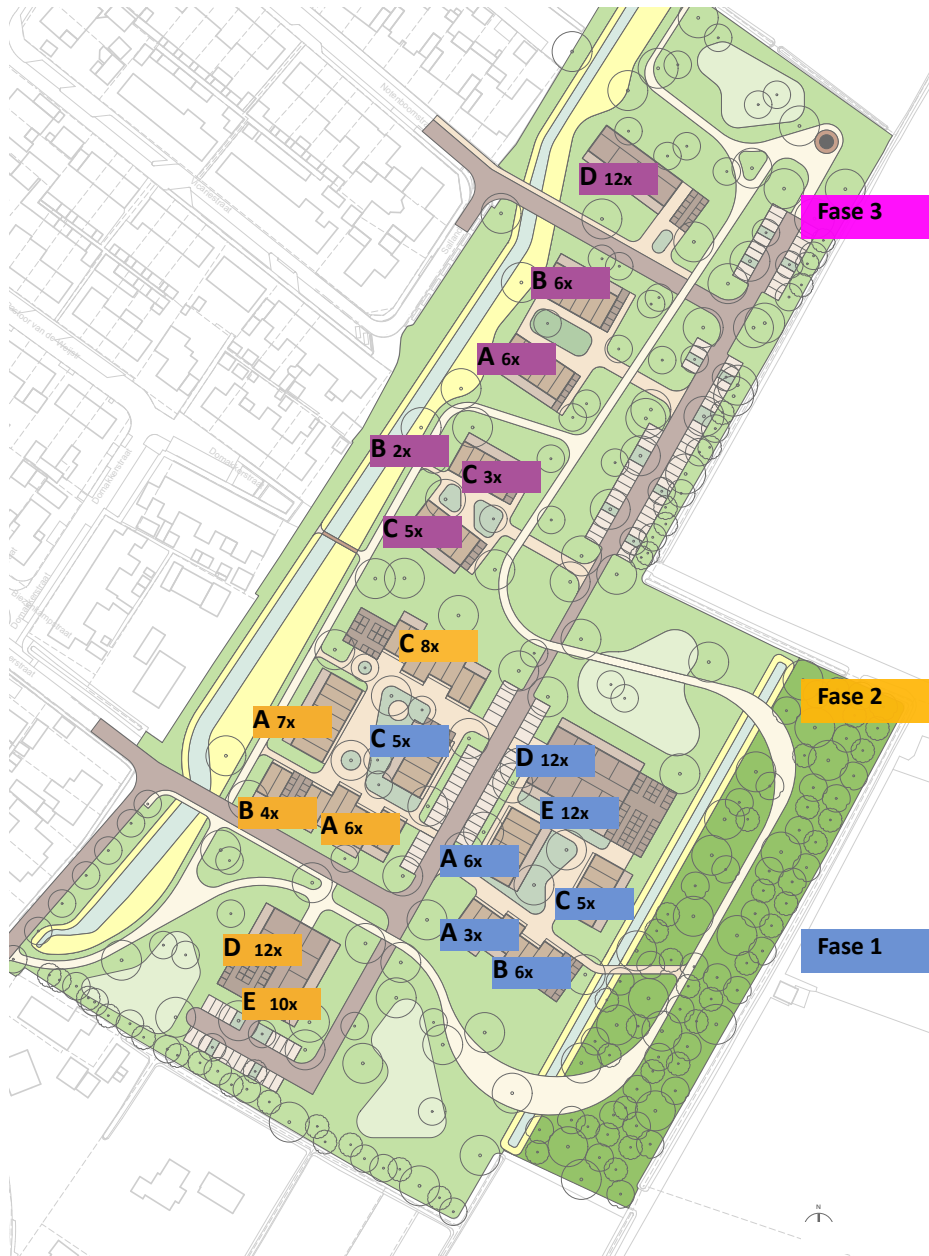 D 12x
Fase 3
B 6x
A 6x
B 2x
C 3x
C 5x
C 8x
Fase 2
A 7x
C 5x
D 12x
B 4x
A 6x
E 12x
A 6x
C 5x
A 3x
D 12x
Fase 1
B 6x
E 10x
N